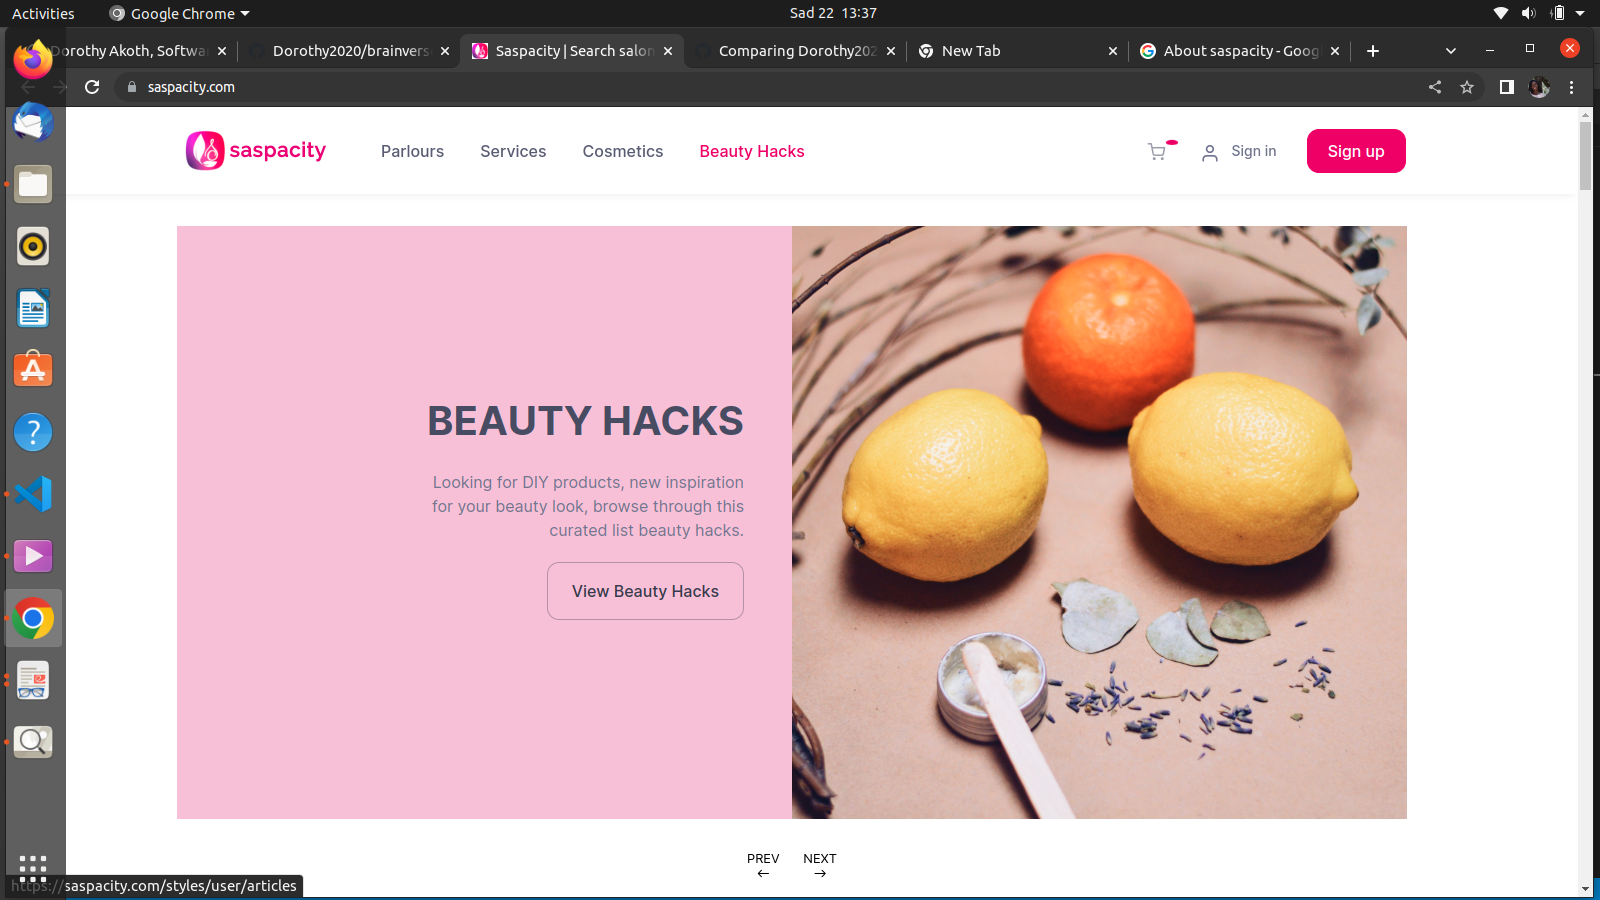 Activities
Google Chrome
Sad 22 13:37
Dorothy Akoth, Softwa
Dorothy2020/brainvers
Saspacity | Search salon
Comparing Dorothy202
New Tab
About saspacity - Goog
saspacity.com
saspacity
Parlours
Services
Cosmetics
Beauty Hacks
Sign in
Sign up
BEAUTY HACKS
Looking for DIY products, new inspiration
for your beauty look, browse through this
curated list beauty hacks.
View Beauty Hacks
PREV
←
NEXT
→
https://saspacity.com/styles/user/articles